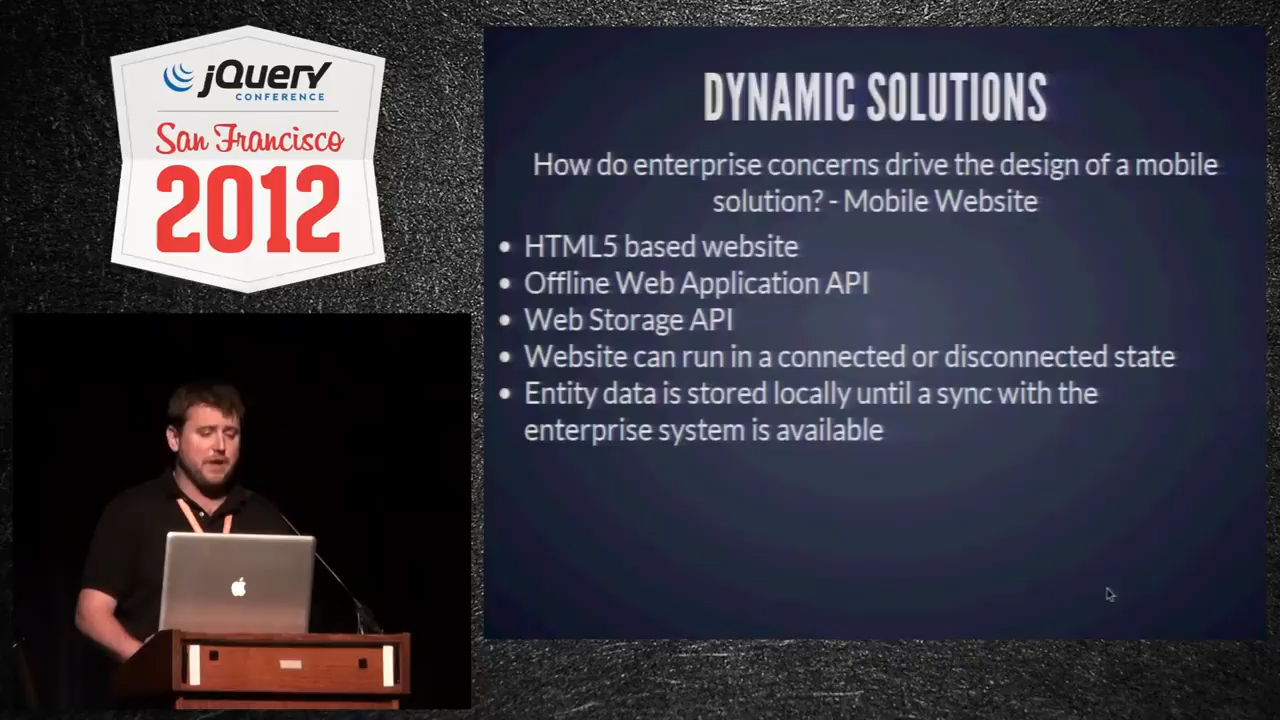 jQuery
CONFERENCE
San Francisco
2012
DYNAMIC SOLUTIONS
How do enterprise concerns drive the design of a mobile
solution? - Mobile Website
• HTML5 based website
• Offline Web Application API
• Web Storage API
• Website can run in a connected or disconnected state
• Entity data is stored locally until a sync with the
enterprise system is available